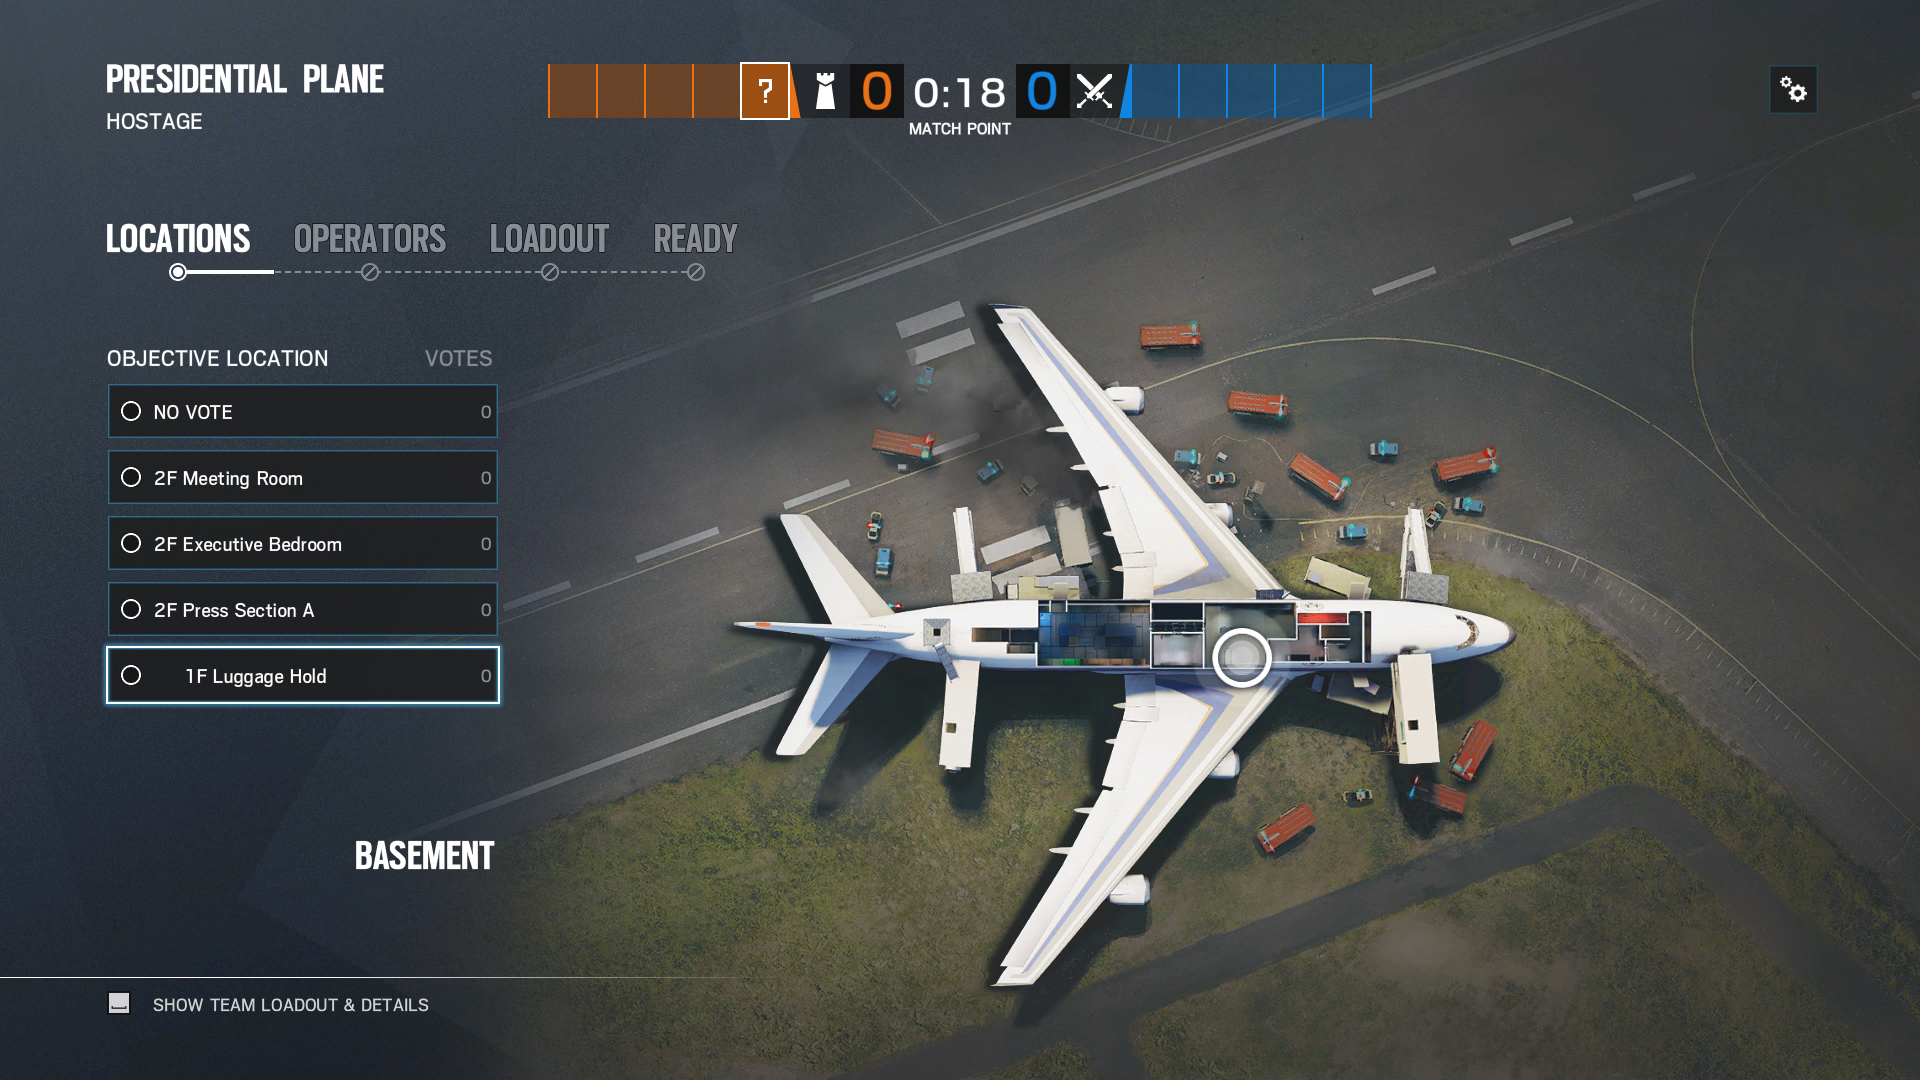 PRESIDENTIAL PLANE
HOSTAGE
?
0
0:18
0
MATCH POINT
LOCATIONS
OPERATORS
LOADOUT
READY
OBJECTIVE LOCATION
VOTES
NO VOTE
0
2F Meeting Room
0
2F Executive Bedroom
0
2F Press Section A
0
1F Luggage Hold
0
BASEMENT
SHOW TEAM LOADOUT & DETAILS